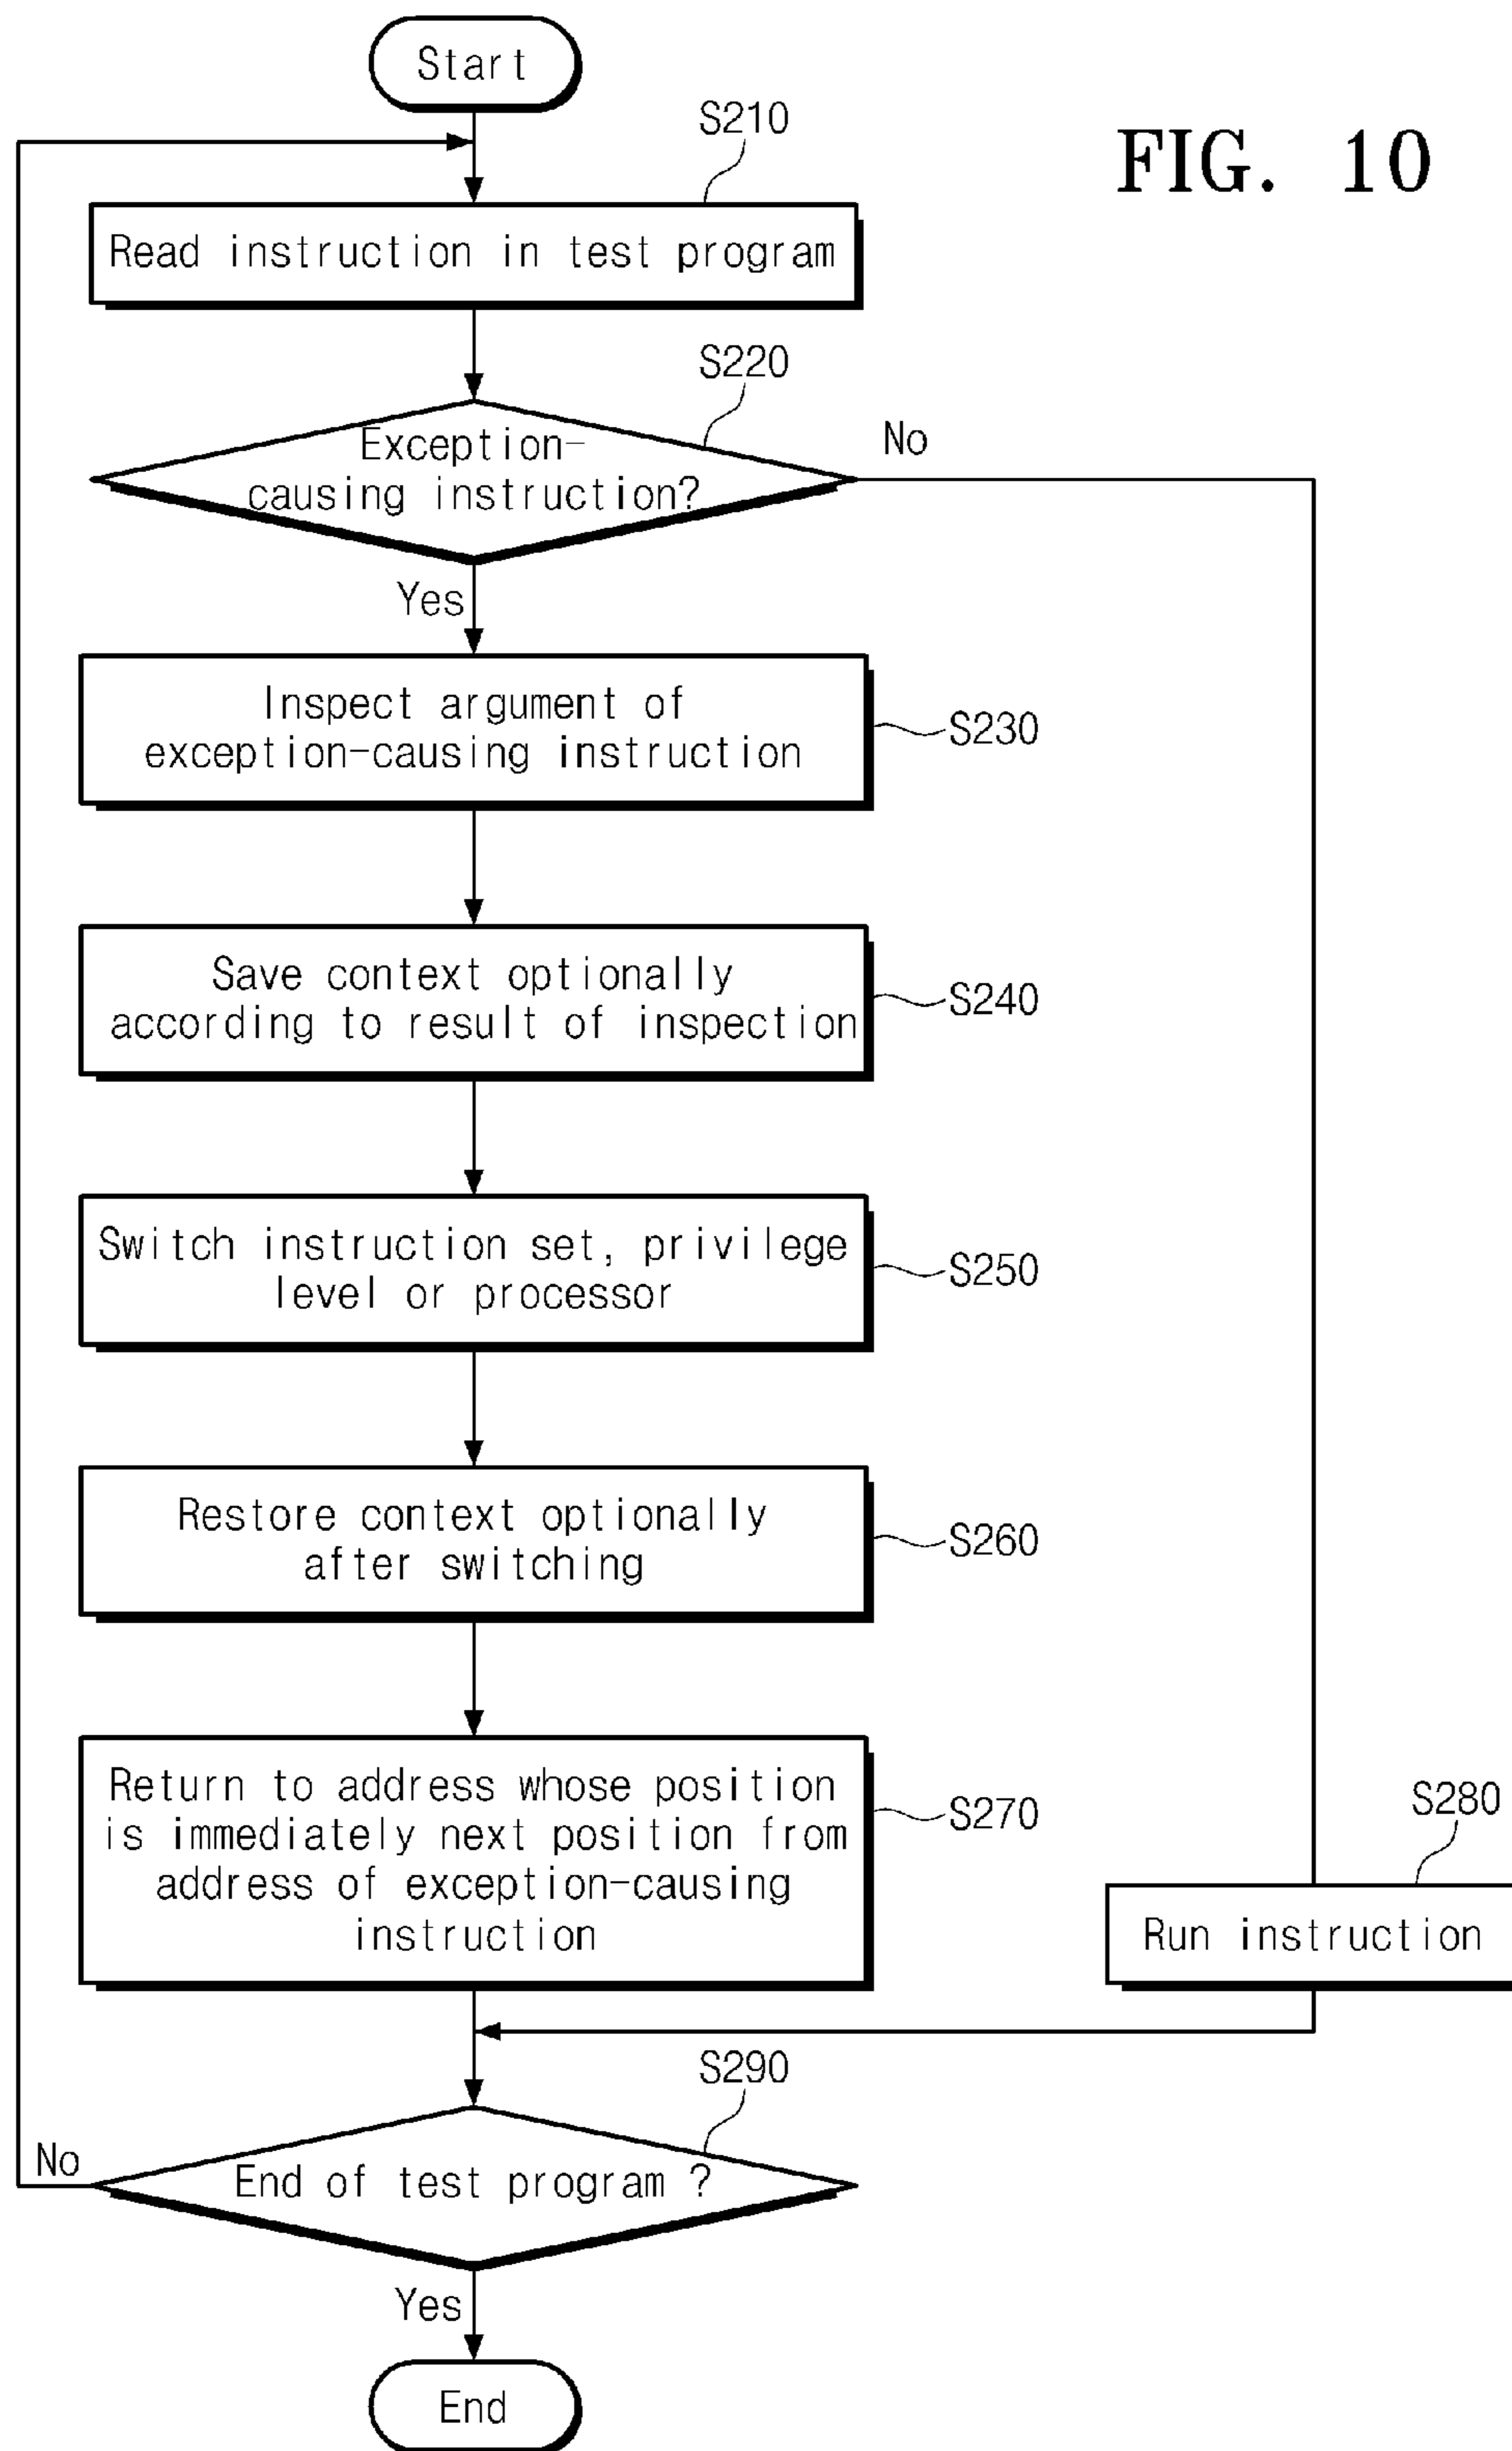 Start
FIG. 10
S210
Read instruction in test program
S220
Exception-
causing instruction?
No
Yes
Inspect argument of
exception-causing instruction
S230
Save context optionally
according to result of inspection
S240
Switch instruction set, privilege
level or processor
S250
Restore context optionally
after switching
S260
Return to address whose position
is immediately next position from
address of exception-causing
instruction
S270
S280
Run instruction
S290
No
End of test program ?
Yes
End